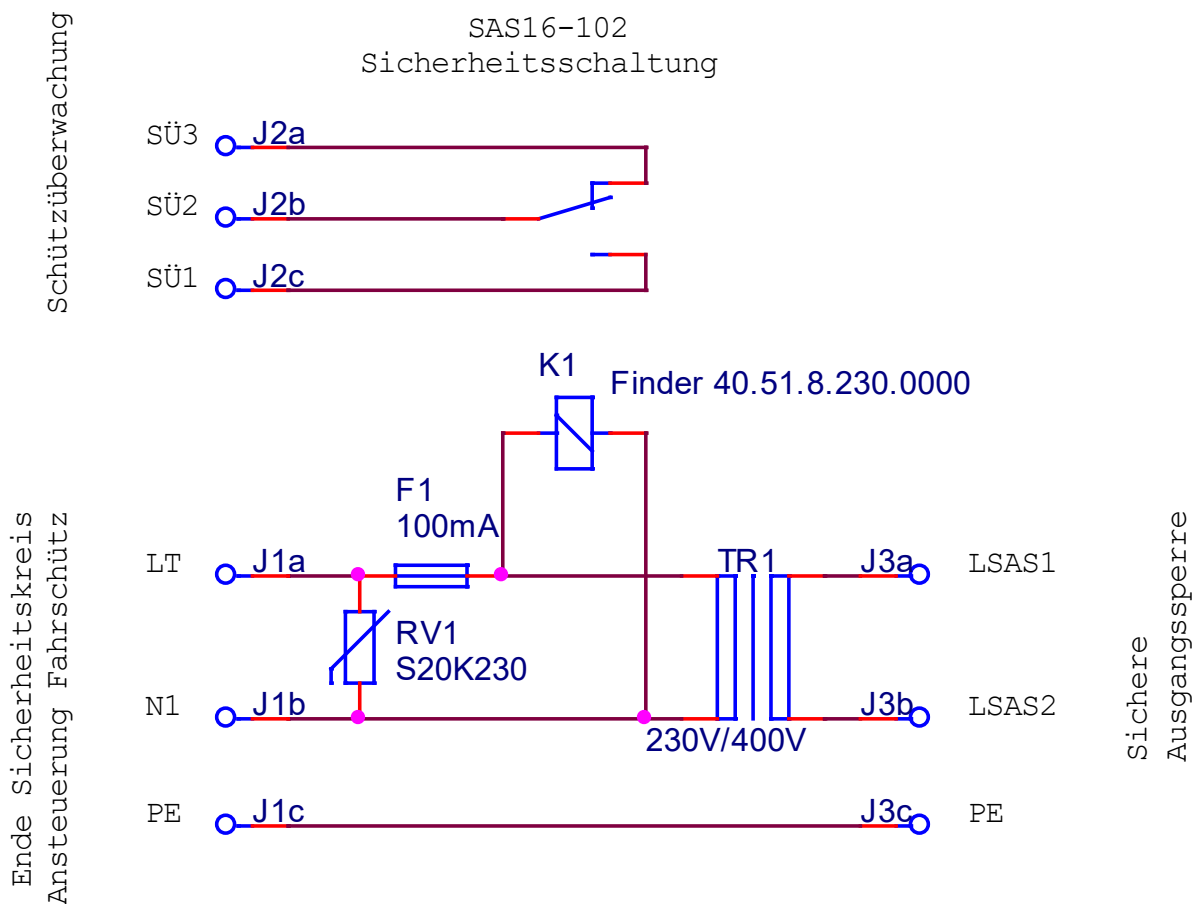 SAS16-102
Sicherheitsschaltung
Schützüberwachung
SÜ3 J2a
SÜ2 J2b
SÜ1 J2c
K1
Finder 40.51.8.230.0000
F1
100mA
Ende Sicherheitskreis
Ansteuerung Fahrschütz
LT J1a TR1 J3a LSAS1
RV1
S20K230
N1 J1b J3b LSAS2
230V/400V
Sichere
Ausgangssperre
PE J1c J3c PE